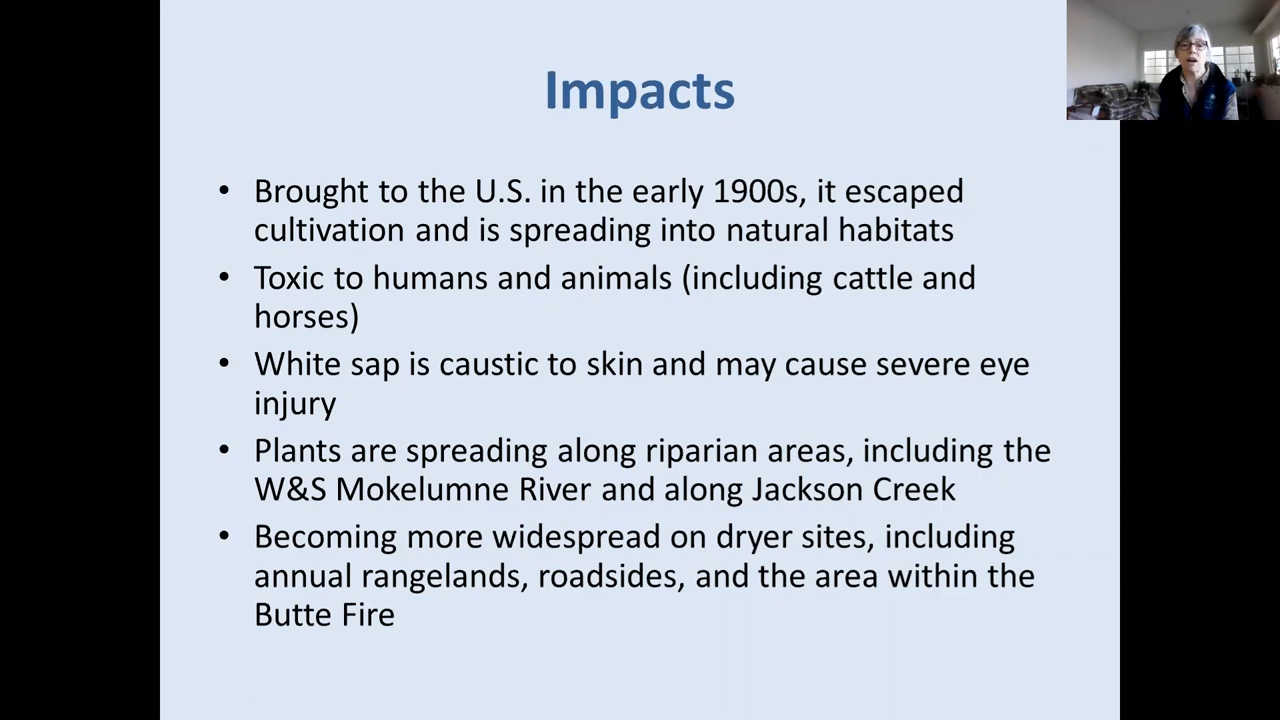 Impacts
• Brought to the U.S. in the early 1900s, it escaped
cultivation and is spreading into natural habitats
• Toxic to humans and animals (including cattle and
horses)
• White sap is caustic to skin and may cause severe eye
injury
• Plants are spreading along riparian areas, including the
W&S Mokelumne River and along Jackson Creek
• Becoming more widespread on dryer sites, including
annual rangelands, roadsides, and the area within the
Butte Fire